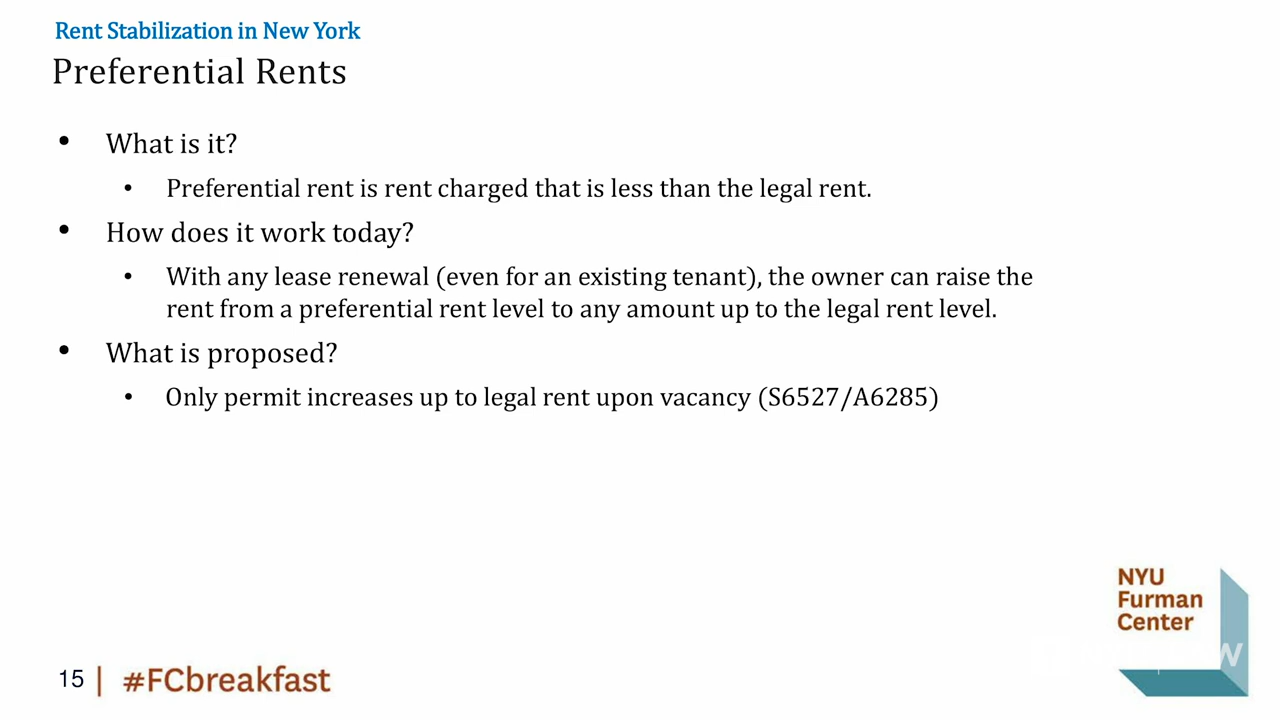 Rent Stabilization in New York
Preferential Rents
• What is it?
• Preferential rent is rent charged that is less than the legal rent.
• How does it work today?
• With any lease renewal (even for an existing tenant), the owner can raise the
rent from a preferential rent level to any amount up to the legal rent level.
• What is proposed?
• Only permit increases up to legal rent upon vacancy (S6527/A6285)
NYU
Furman
Center
15 | #FCbreakfast